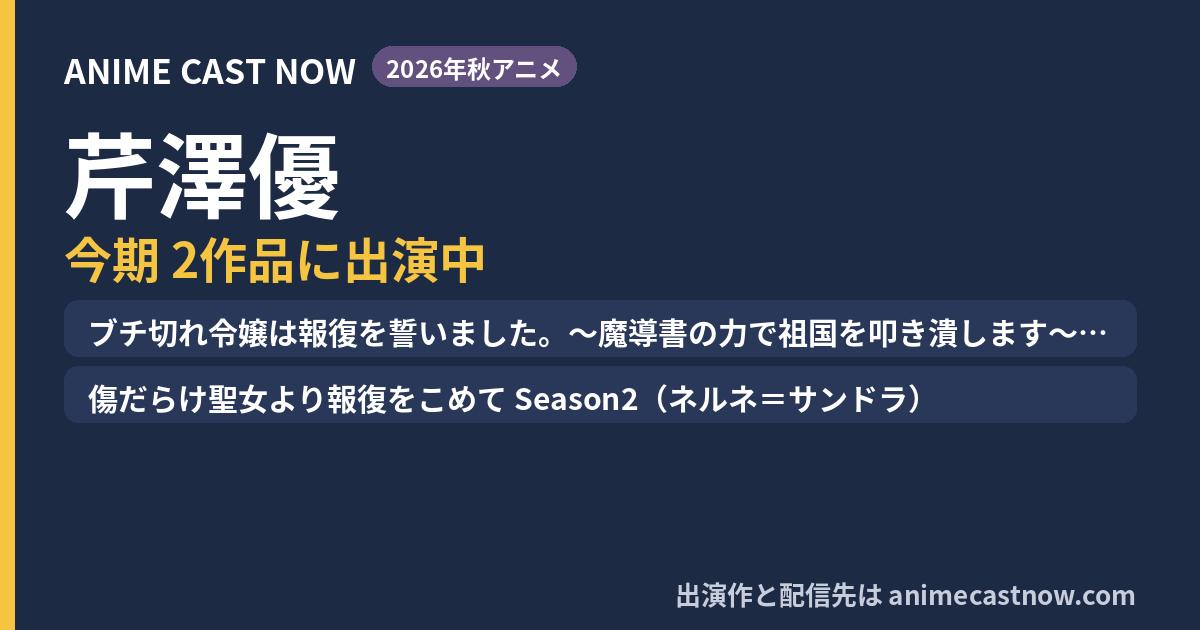 ANIME CAST NOW 2026年秋アニメ
芹澤優
今期 2作品に出演中
ブチ切れ令嬢は報復を誓いました。～魔導書の力で祖国を叩き潰します～…
傷だらけ聖女より報復をこめて Season2（ネルネ＝サンドラ）
出演作と配信先は animecastnow.com